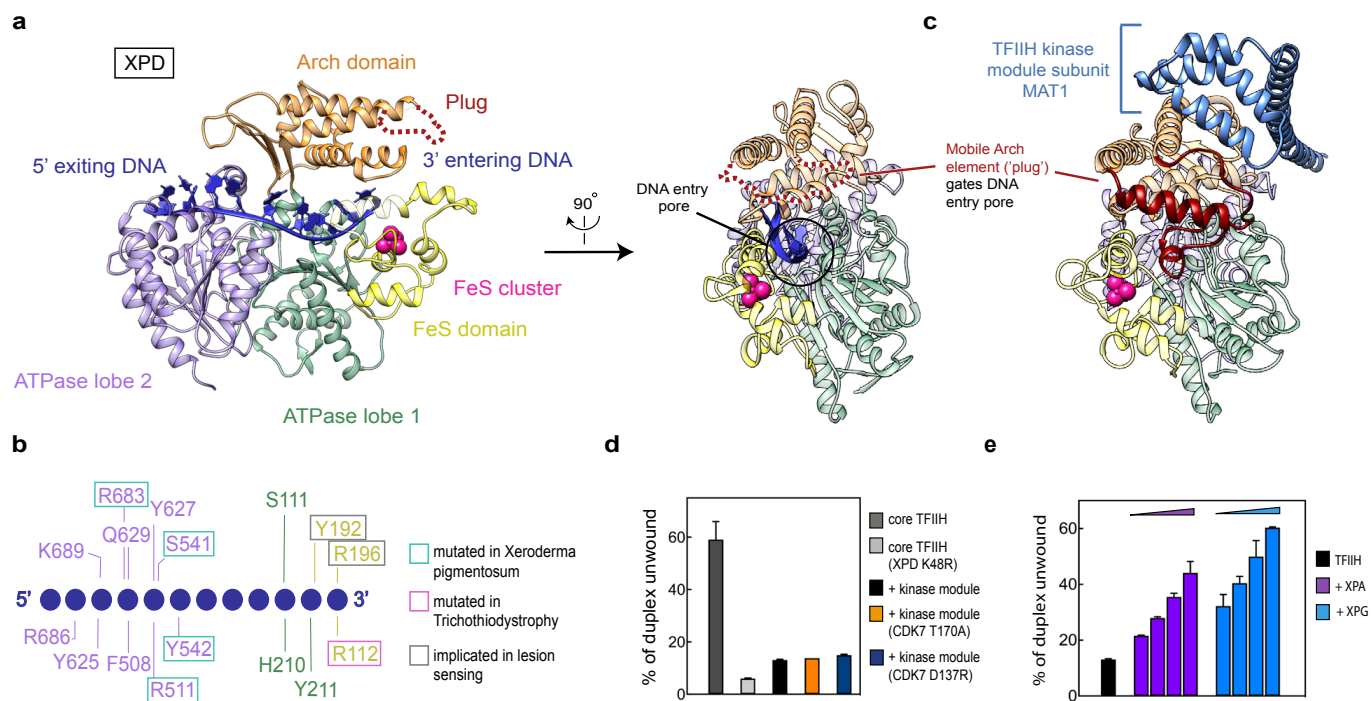 a
XPD
Arch domain
Plug
5’ exiting DNA
3’ entering DNA
FeS cluster
FeS domain
ATPase lobe 2
ATPase lobe 1
90°
DNA entry
pore
Mobile Arch
element (‘plug’)
gates DNA
entry pore
c
TFIIH kinase
module subunit
MAT1
b
R683
Y627
Q629
S541
K689
S111
Y192
R196
5’
3’
R686
Y625
F508
R511
Y542
H210
Y211
R112
mutated in Xeroderma
pigmentosum
mutated in
Trichothiodystrophy
implicated in lesion
sensing
d
% of duplex unwound
60
40
20
0
core TFIIH
core TFIIH
(XPD K48R)
+ kinase module
+ kinase module
(CDK7 T170A)
+ kinase module
(CDK7 D137R)
e
% of duplex unwound
60
40
20
0
TFIIH
+ XPA
+ XPG